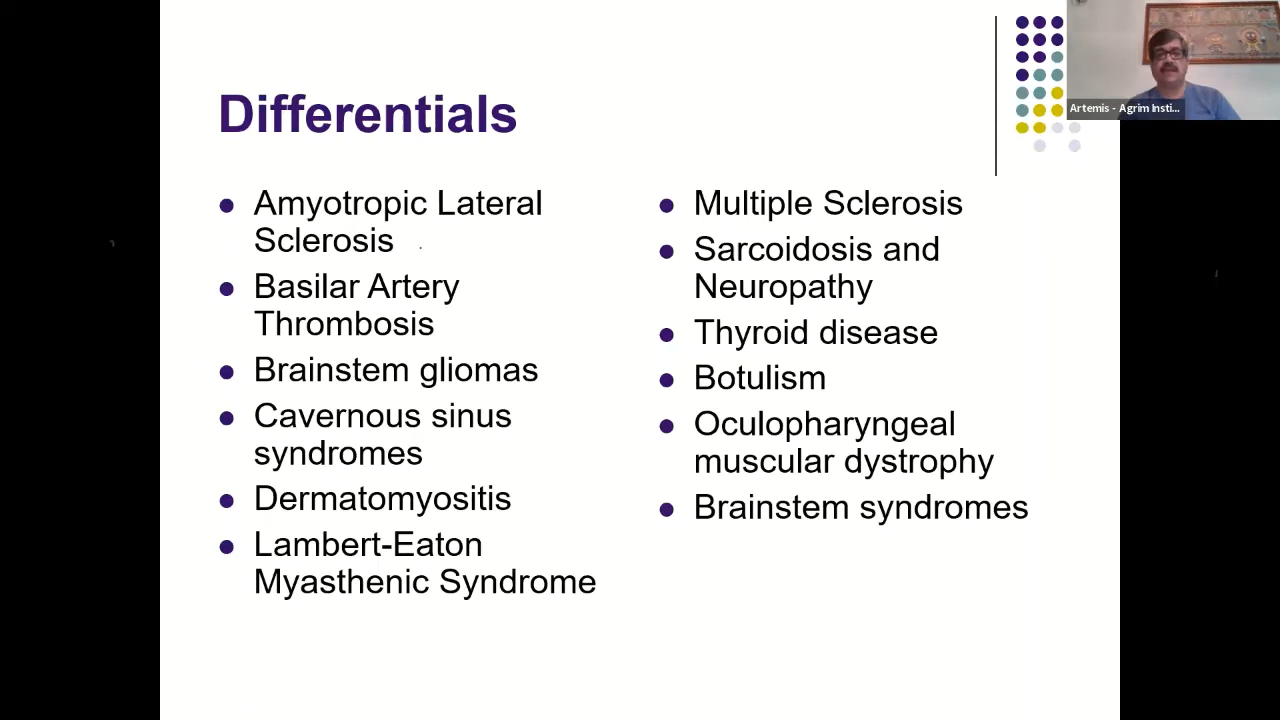 Differentials
Amyotropic Lateral
Sclerosis
Basilar Artery
Thrombosis
Brainstem gliomas
Cavernous sinus
syndromes
Dermatomyositis
Lambert-Eaton
Myasthenic Syndrome
Multiple Sclerosis
Sarcoidosis and
Neuropathy
Thyroid disease
Botulism
Oculopharyngeal
muscular dystrophy
Brainstem syndromes
Artemis - Agrim Insti...